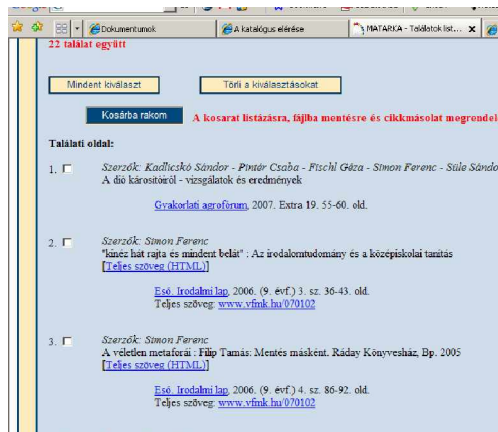 Dokumentumok
A katalógus elérése
MATARKA - Találatok list...
22 találat együtt
Mindent kiválaszt
Törli a kiválasztásokat
Kosárba rakom
A kosarat listázásra, fájlba mentésre és cikkmásolat megrendel
Találati oldal:
1. Szerzők: Kadlicskó Sándor - Pintér Csaba - Fischl Géza - Simon Ferenc - Süle Sándo
A dió károsítóiról - vizsgálatok és eredmények
Gyakorlati agrofórum, 2007. Extra 19. 55-60. old.
2. Szerzők: Simon Ferenc
"kinéz hát rajta és mindent belát" : Az irodalomtudomány és a középiskolai tanítás
[Teljes szöveg (HTML)]
Eső. Irodalmi lap, 2006. (9. évf.) 3. sz. 36-43. old.
Teljes szöveg: www.vfmk.hu/070102
3. Szerzők: Simon Ferenc
A véletlen metaforái : Filip Tamás: Mentés másként. Ráday Könyvesház, Bp. 2005
[Teljes szöveg (HTML)]
Eső. Irodalmi lap, 2006. (9. évf.) 4. sz. 86-92. old.
Teljes szöveg: www.vfmk.hu/070102